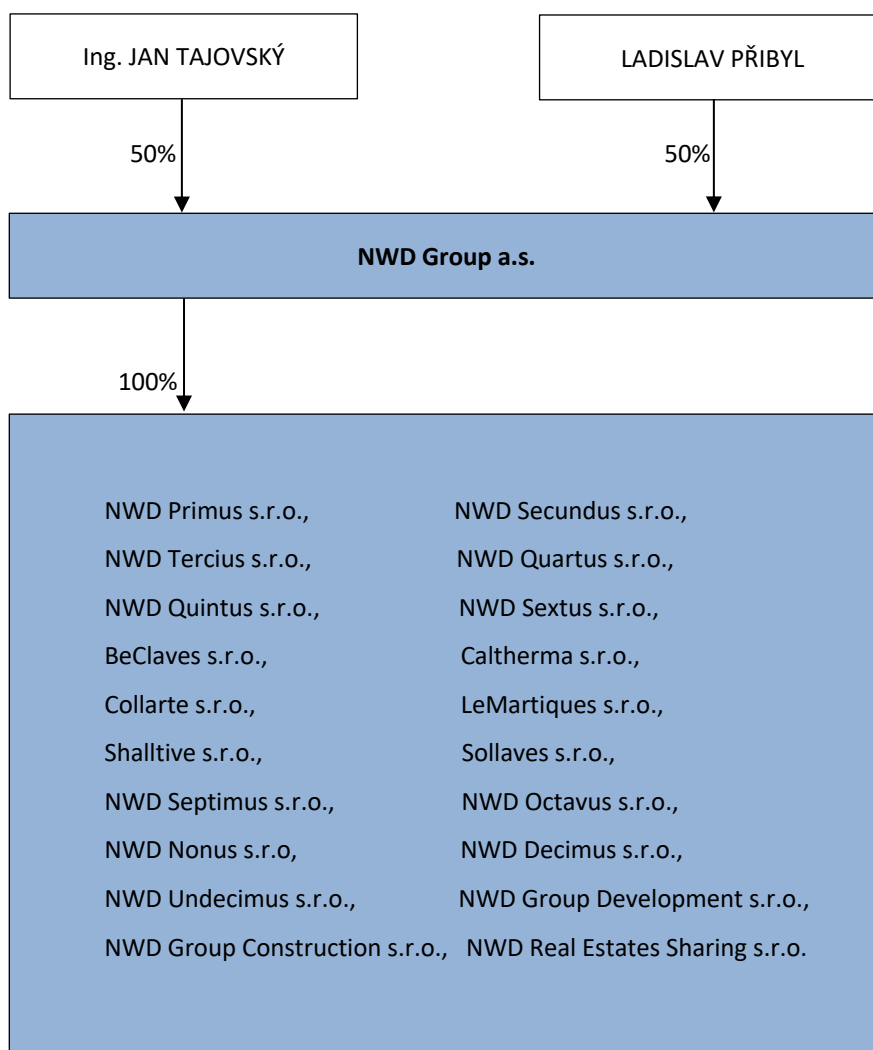 Ing. JAN TAJOVSKÝ
LADISLAV PŘIBYL
50%
50%
NWD Group a.s.
100%
NWD Primus s.r.o., NWD Secundus s.r.o.,
NWD Tercius s.r.o., NWD Quartus s.r.o.,
NWD Quintus s.r.o., NWD Sextus s.r.o.,
BeClaves s.r.o., Caltherma s.r.o.,
Collarte s.r.o., LeMartiques s.r.o.,
Shalltive s.r.o., Sollaves s.r.o.,
NWD Septimus s.r.o., NWD Octavus s.r.o.,
NWD Nonus s.r.o, NWD Decimus s.r.o.,
NWD Undecimus s.r.o., NWD Group Development s.r.o.,
NWD Group Construction s.r.o., NWD Real Estates Sharing s.r.o.